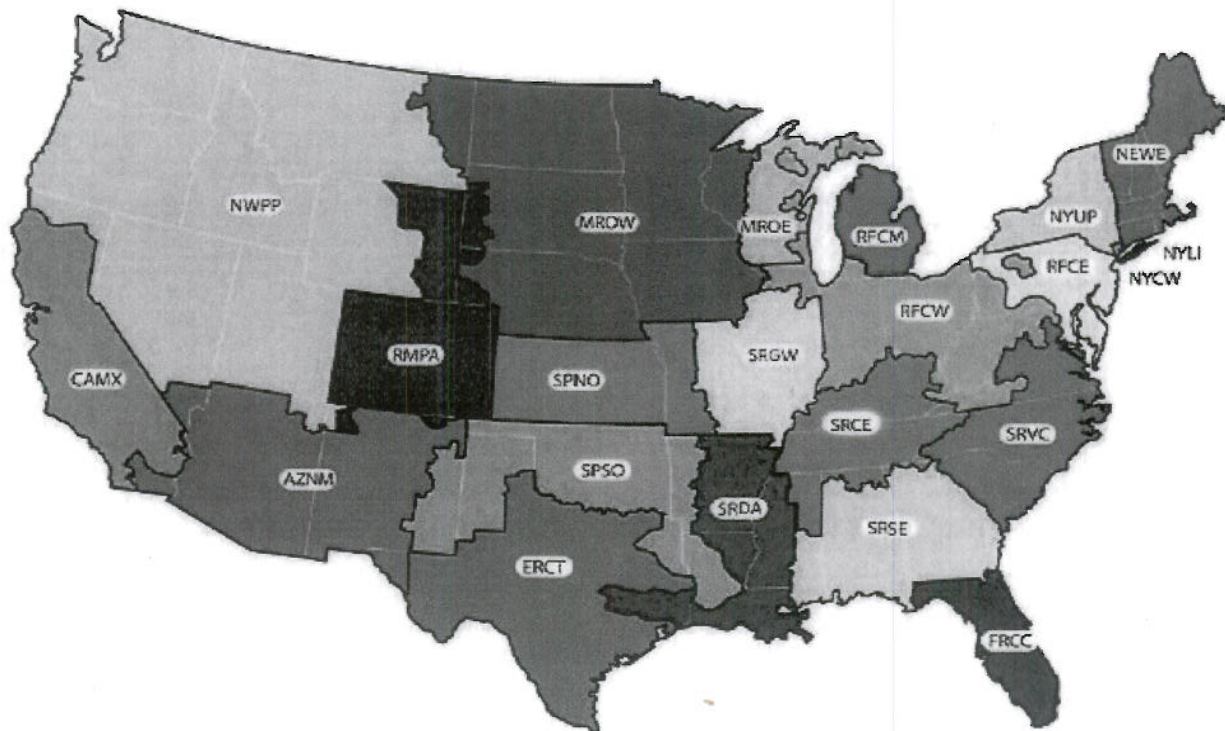 NEWE
NWPP
MROW
MROE
NYUP
RFCM
NYLI
RFCE
NYCW
RFCW
RMPA
SRGW
CAMX
SPNO
SRCE
SRVC
AZNM
SPSO
SRDA
SRSE
ERCT
FRCC